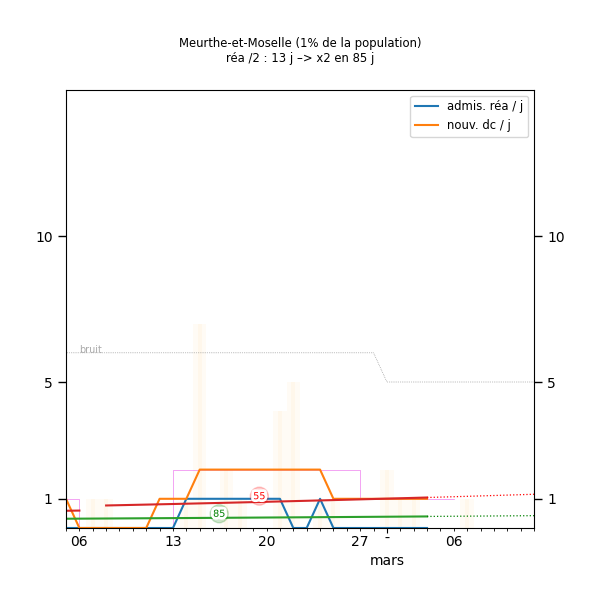 Meurthe-et-Moselle (1% de la population)
réa /2 : 13 j –> x2 en 85 j
admis. réa / j
nouv. dc / j
10
10
bruit
5
5
55
1
1
85
06
13
20
27
-
06
mars